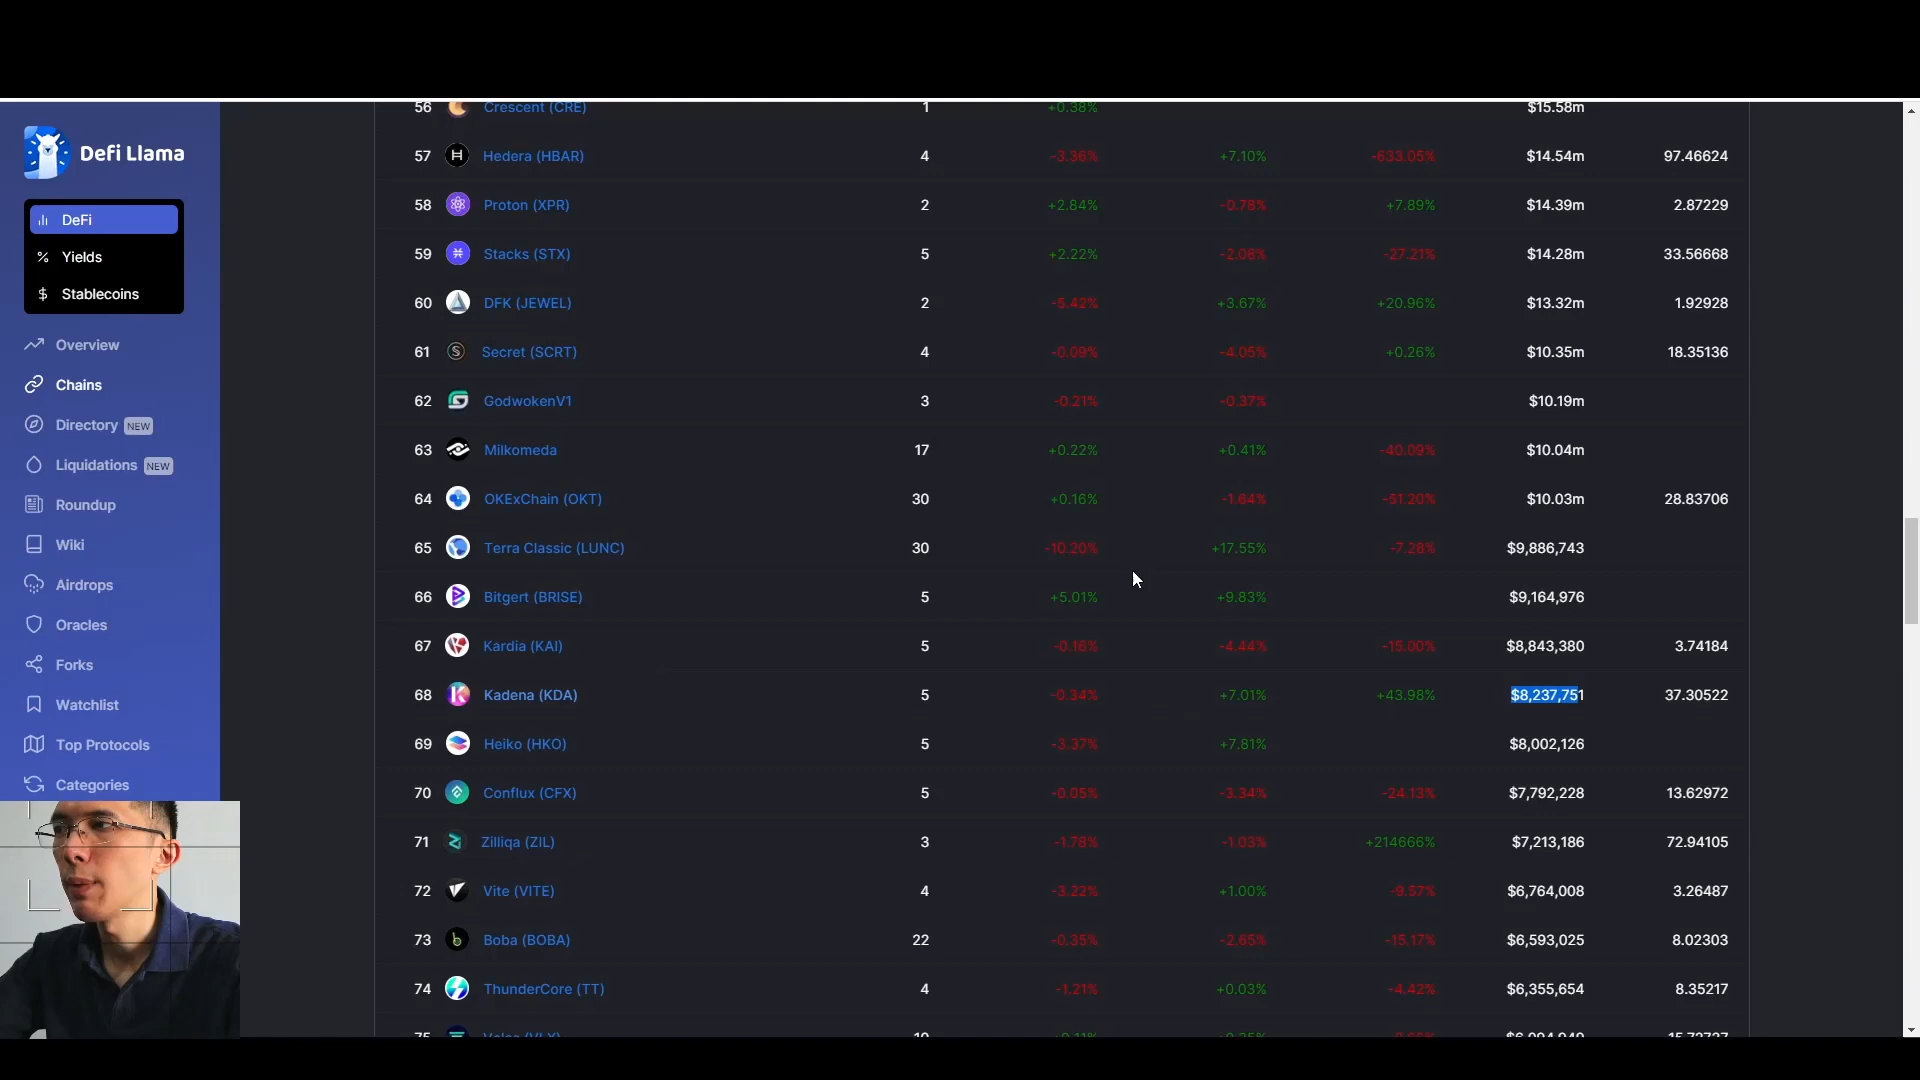 Defi Llama
DeFi
% Yields
$ Stablecoins
Overview
Chains
Directory NEW
Liquidations NEW
Roundup
Wiki
Airdrops
Oracles
Forks
Watchlist
Top Protocols
Categories
56 Crescent (CRE) 1 +0.38% $15.58m
57 Hedera (HBAR) 4 -3.36% +7.10% -633.05% $14.54m 97.46624
58 Proton (XPR) 2 +2.84% -0.78% +7.89% $14.39m 2.87229
59 Stacks (STX) 5 +2.22% -2.08% -27.21% $14.28m 33.56668
60 DFK (JEWEL) 2 -5.42% +3.67% +20.96% $13.32m 1.92928
61 Secret (SCRT) 4 -0.09% -4.05% +0.26% $10.35m 18.35136
62 GodwokenV1 3 -0.21% -0.37% $10.19m
63 Milkomeda 17 +0.22% +0.41% -40.09% $10.04m
64 OKExChain (OKT) 30 +0.16% -1.64% -51.20% $10.03m 28.83706
65 Terra Classic (LUNC) 30 -10.20% +17.55% -7.28% $9,886,743
66 Bitgert (BRISE) 5 +5.01% +9.83% $9,164,976
67 Kardia (KAI) 5 -0.16% -4.44% -15.00% $8,843,380 3.74184
68 Kadena (KDA) 5 -0.34% +7.01% +43.98% $8,237,751 37.30522
69 Heiko (HKO) 5 -3.37% +7.81% $8,002,126
70 Conflux (CFX) 5 -0.05% -3.34% -24.13% $7,792,228 13.62972
71 Zilliqa (ZIL) 3 -1.78% -1.03% +214666% $7,213,186 72.94105
72 Vite (VITE) 4 -3.22% +1.00% -9.57% $6,764,008 3.26487
73 Boba (BOBA) 22 -0.35% -2.65% -15.17% $6,593,025 8.02303
74 ThunderCore (TT) 4 -1.21% +0.03% -4.42% $6,355,654 8.35217